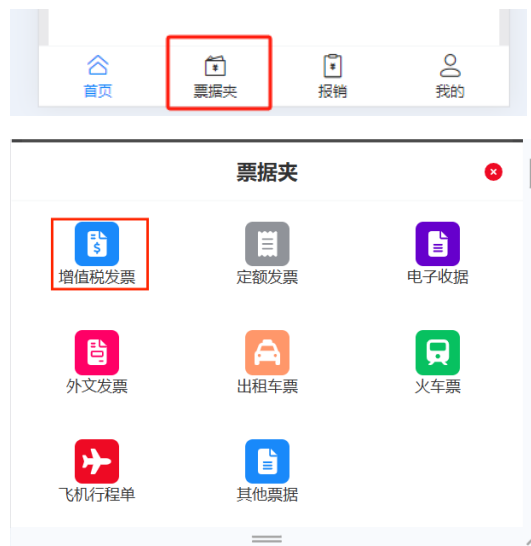 首页 票据夹 报销 我的
票据夹
增值税发票 定额发票 电子收据
外文发票 出租车票 火车票
飞机行程单 其他票据